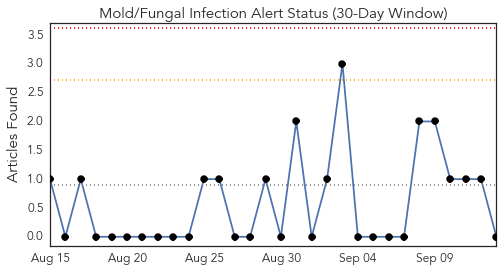 Mold/Fungal Infection Alert Status (30-Day Window)
Articles Found
3.5
3.0
2.5
2.0
1.5
1.0
0.5
0.0
Aug 15 Aug 20 Aug 25 Aug 30 Sep 04 Sep 09